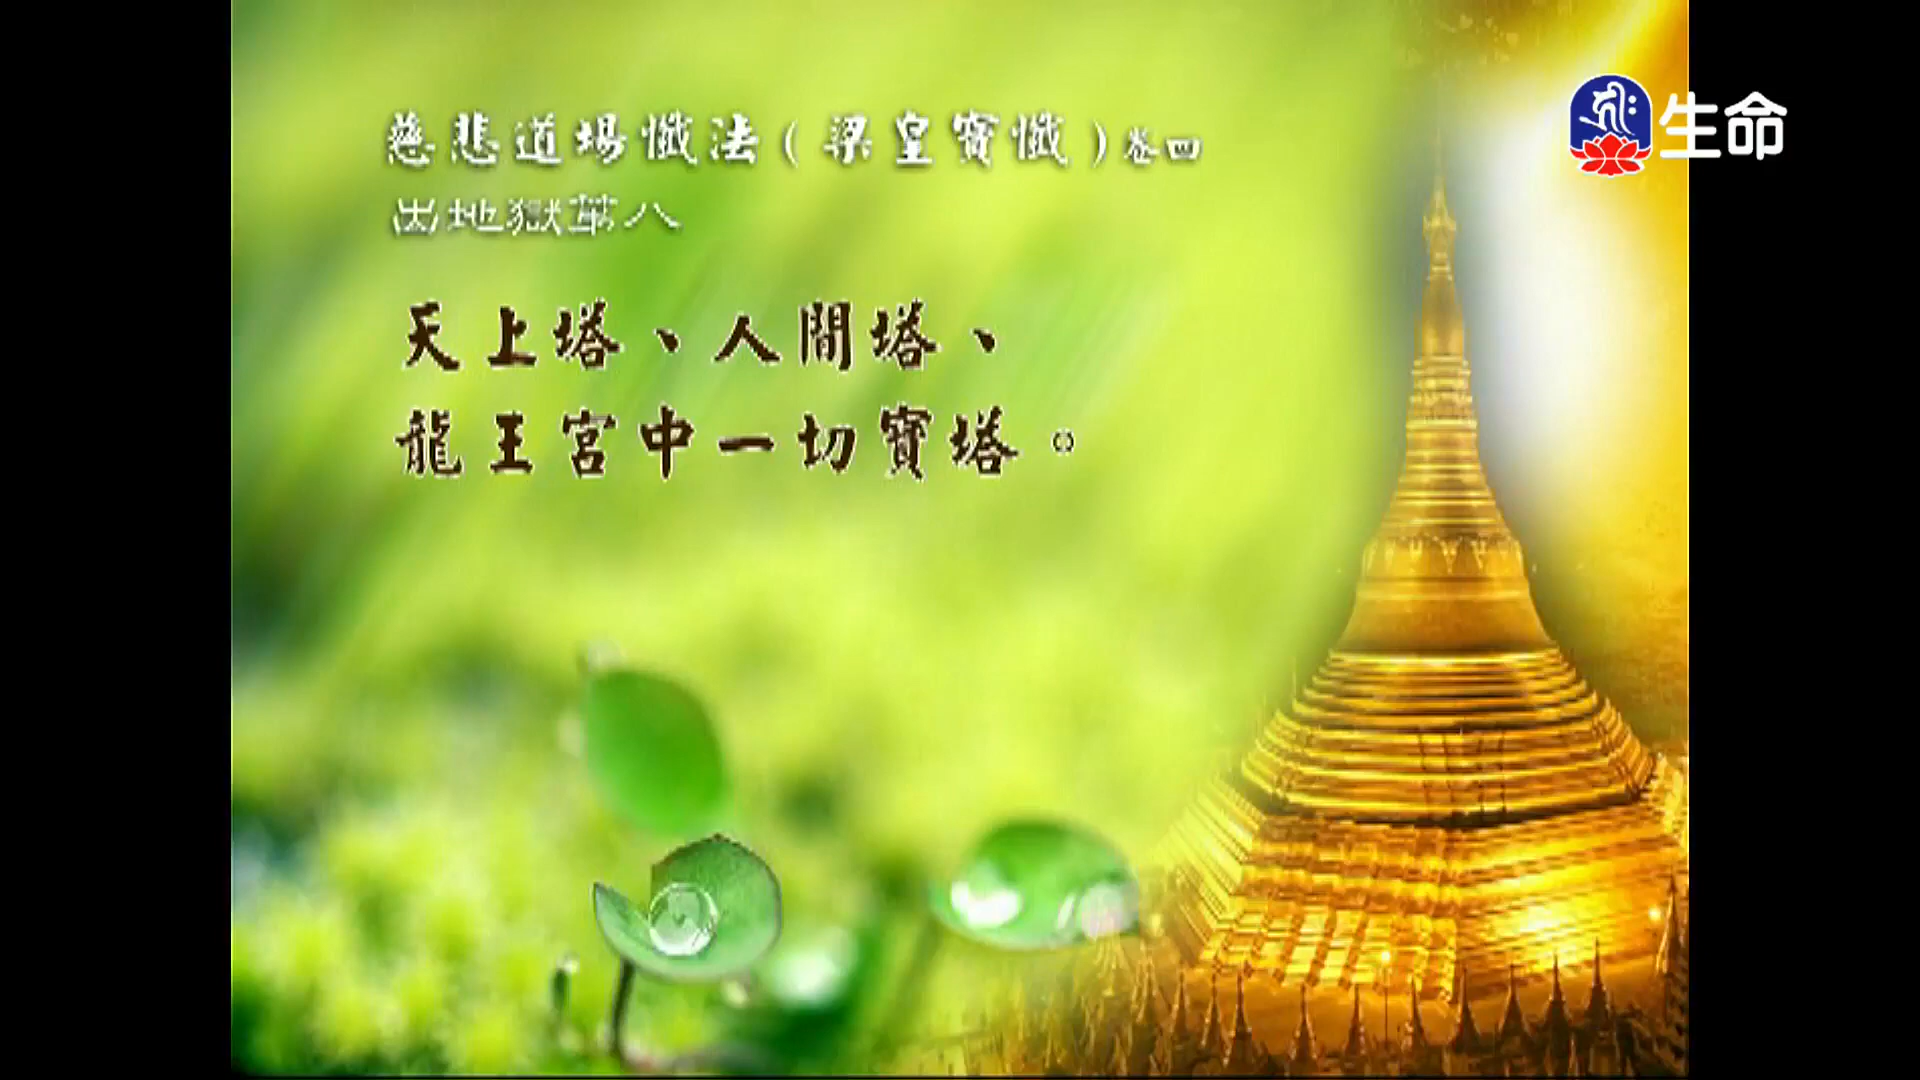 慈悲道場懺法(梁皇寶懺)卷四
出地獄第八
天上塔、人間塔、
龍王宮中一切寶塔。
生命